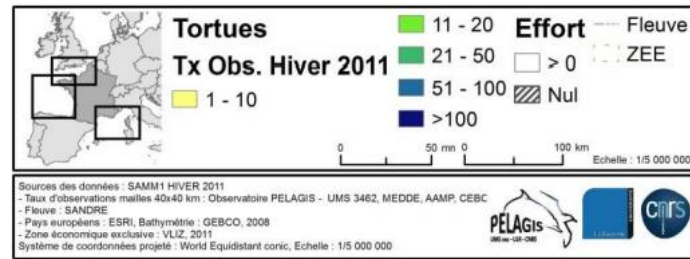 Tortues
Tx Obs. Hiver 2011
1 - 10
11 - 20
21 - 50
51 - 100
>100
Effort
> 0
Nul
Fleuve
ZEE
0 50 mn 0 100 km
Echelle : 1/5 000 000
Sources des données : SAMM1 HIVER 2011
- Taux d'observations mailles 40x40 km : Observatoire PELAGIS - UMS 3462, MEDDE, AAMP, CEBC
- Fleuve : SANDRE
- Pays européens : ESRI, Bathymétrie : GEBCO, 2008
- Zone économique exclusive : VLIZ, 2011
Système de coordonnées projeté : World Equidistant conic, Echelle : 1/5 000 000
PELAGIS
cnrs